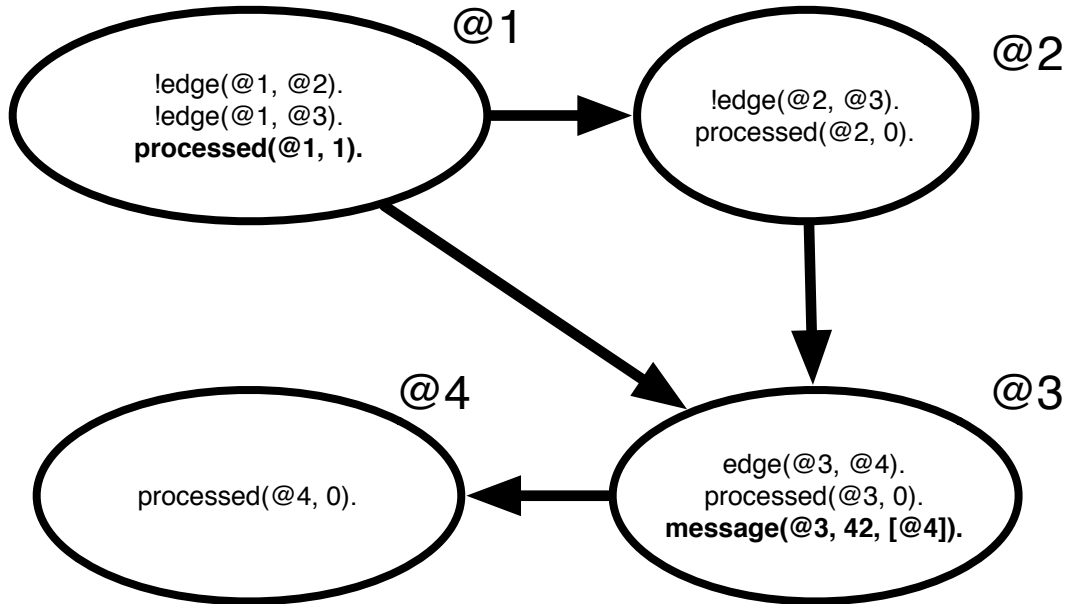 @1
!edge(@1, @2).
!edge(@1, @3).
processed(@1, 1).
@2
!edge(@2, @3).
processed(@2, 0).
@4
processed(@4, 0).
@3
edge(@3, @4).
processed(@3, 0).
message(@3, 42, [@4]).